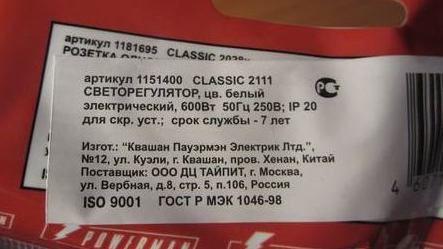 артикул 1181695 CLASSIC
РОЗЕТКА
артикул 1151400 CLASSIC 2111
СВЕТОРЕГУЛЯТОР, цв. белый
электрический, 600Вт 50Гц 250В; IP 20
для скр. уст.; срок службы - 7 лет
Изгот.: "Квашан Пауэрмэн Электрик Лтд.",
№12, ул. Куэли, г. Квашан, пров. Хенан, Китай
Поставщик: ООО ДЦ ТАЙПИТ, г. Москва,
ул. Вербная, д.8, стр. 5, п.106, Россия
ISO 9001 ГОСТ Р МЭК 1046-98
POWERMAN